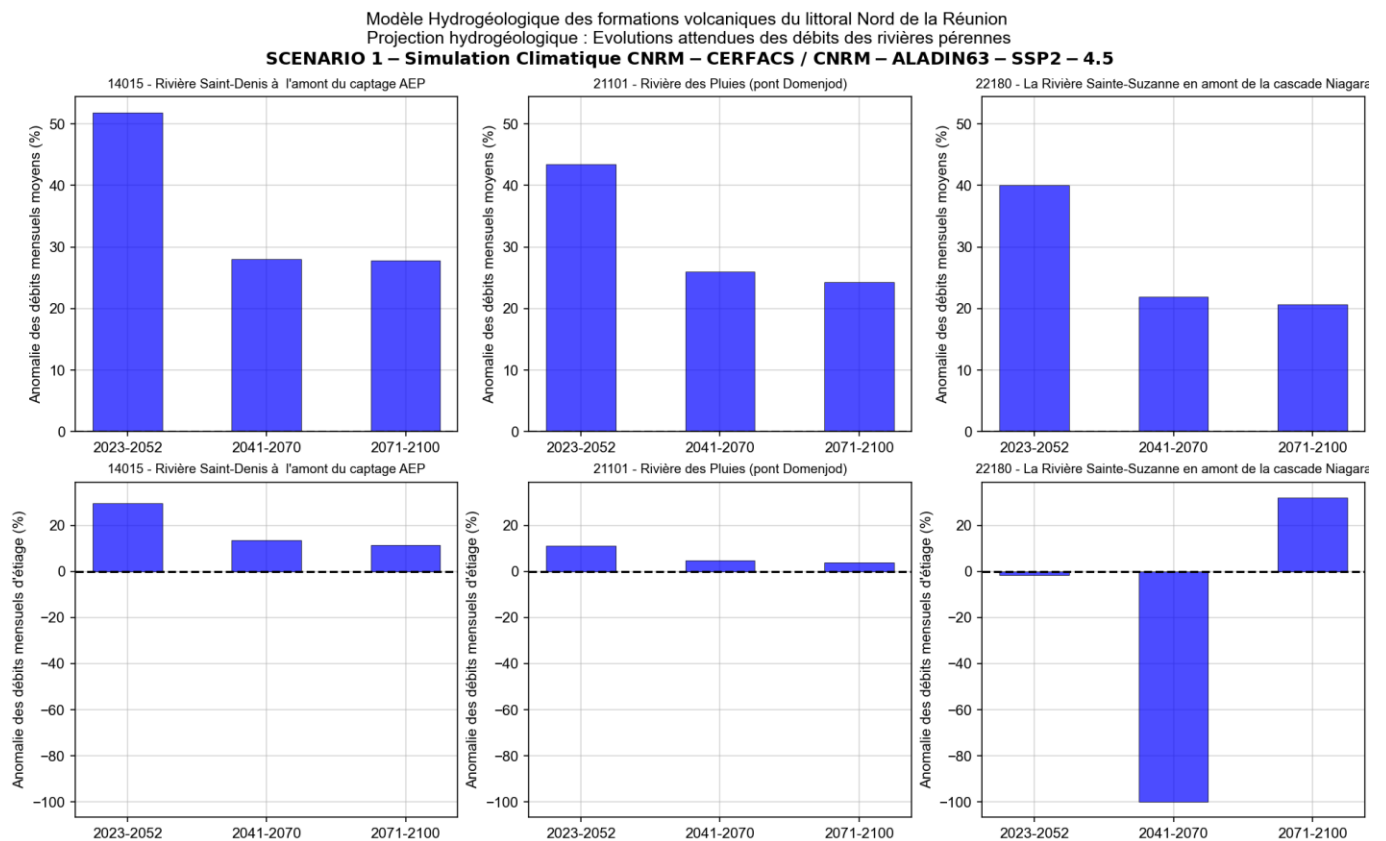 Modèle Hydrogéologique des formations volcaniques du littoral Nord de la Réunion
Projection hydrogéologique : Evolutions attendues des débits des rivières pérennes
SCENARIO 1 – Simulation Climatique CNRM – CERFACS / CNRM – ALADIN63 – SSP2 – 4.5
14015 - Rivière Saint-Denis à  l'amont du captage AEP
Anomalie des débits mensuels moyens (%)
50
40
30
20
10
0
2023-2052 2041-2070 2071-2100
21101 - Rivière des Pluies (pont Domenjod)
Anomalie des débits mensuels moyens (%)
50
40
30
20
10
0
2023-2052 2041-2070 2071-2100
22180 - La Rivière Sainte-Suzanne en amont de la cascade Niagara
Anomalie des débits mensuels moyens (%)
50
40
30
20
10
0
2023-2052 2041-2070 2071-2100
14015 - Rivière Saint-Denis à  l'amont du captage AEP
Anomalie des débits mensuels d'étiage (%)
20
0
−20
−40
−60
−80
−100
2023-2052 2041-2070 2071-2100
21101 - Rivière des Pluies (pont Domenjod)
Anomalie des débits mensuels d'étiage (%)
20
0
−20
−40
−60
−80
−100
2023-2052 2041-2070 2071-2100
22180 - La Rivière Sainte-Suzanne en amont de la cascade Niagara
Anomalie des débits mensuels d'étiage (%)
20
0
−20
−40
−60
−80
−100
2023-2052 2041-2070 2071-2100